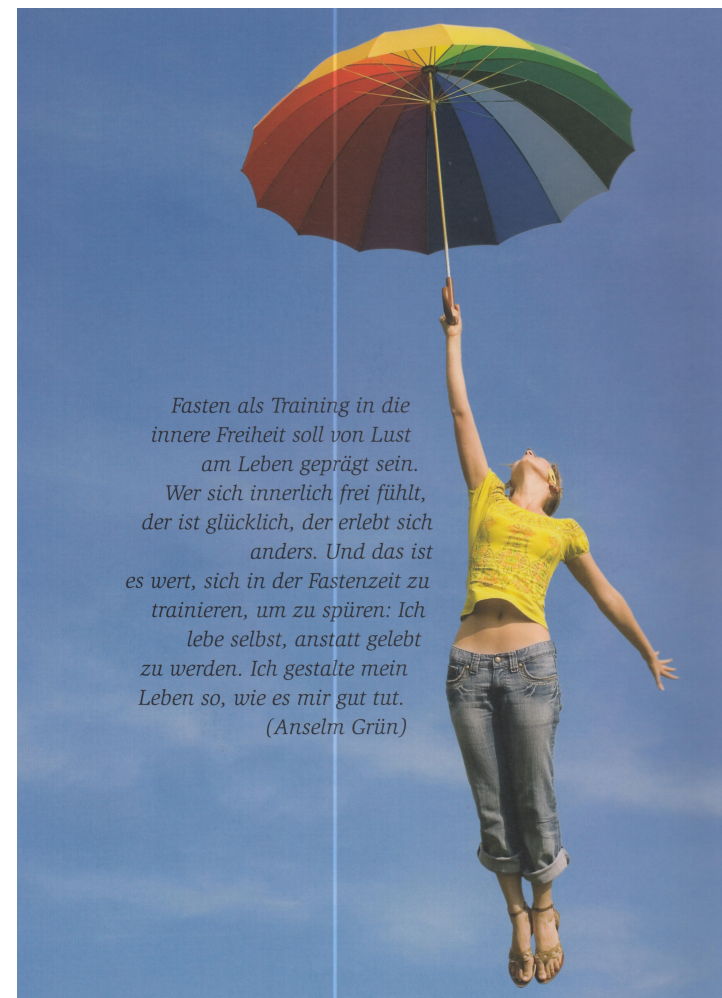 Fasten als Training in die
innere Freiheit soll von Lust
am Leben geprägt sein.
Wer sich innerlich frei fühlt,
der ist glücklich, der erlebt sich
anders. Und das ist
es wert, sich in der Fastenzeit zu
trainieren, um zu spüren: Ich
lebe selbst, anstatt gelebt
zu werden. Ich gestalte mein
Leben so, wie es mir gut tut.
(Anselm Grün)